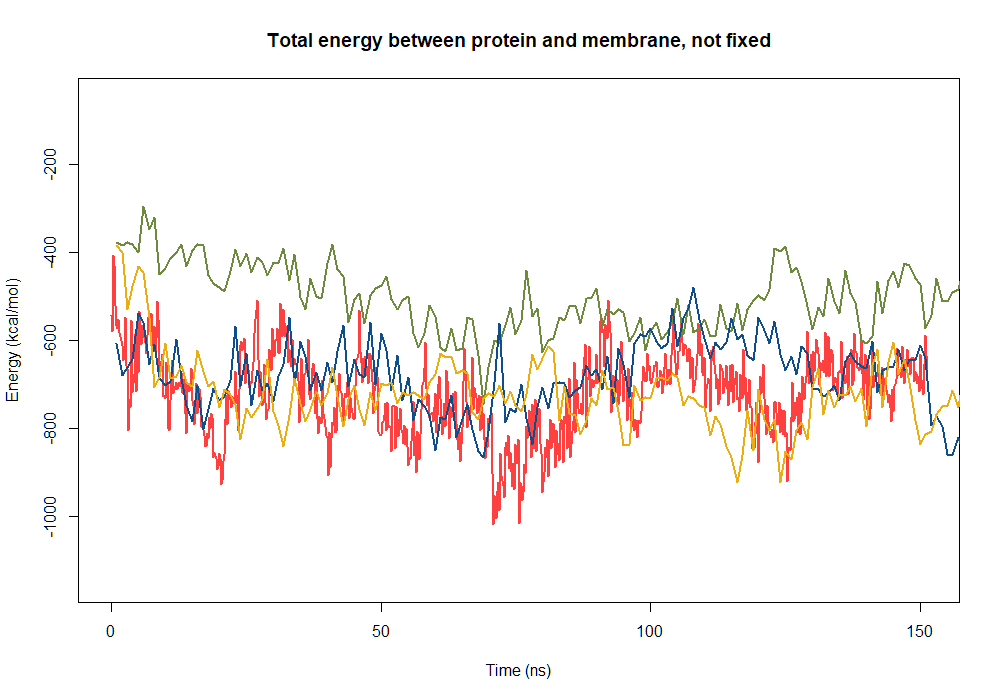 Total energy between protein and membrane, not fixed
Energy (kcal/mol)
-200
-400
-600
-800
-1000
0 50 100 150
Time (ns)